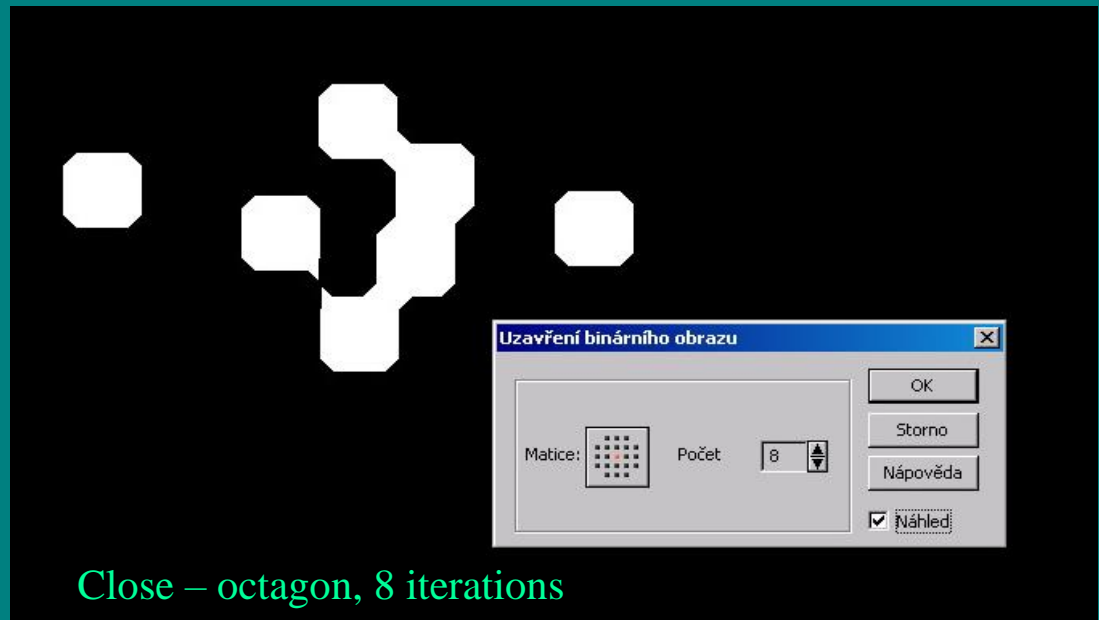 Uzavření binárního obrazu
OK
Matice:
Počet
8
Storno
Nápověda
Náhled
Close – octagon, 8 iterations